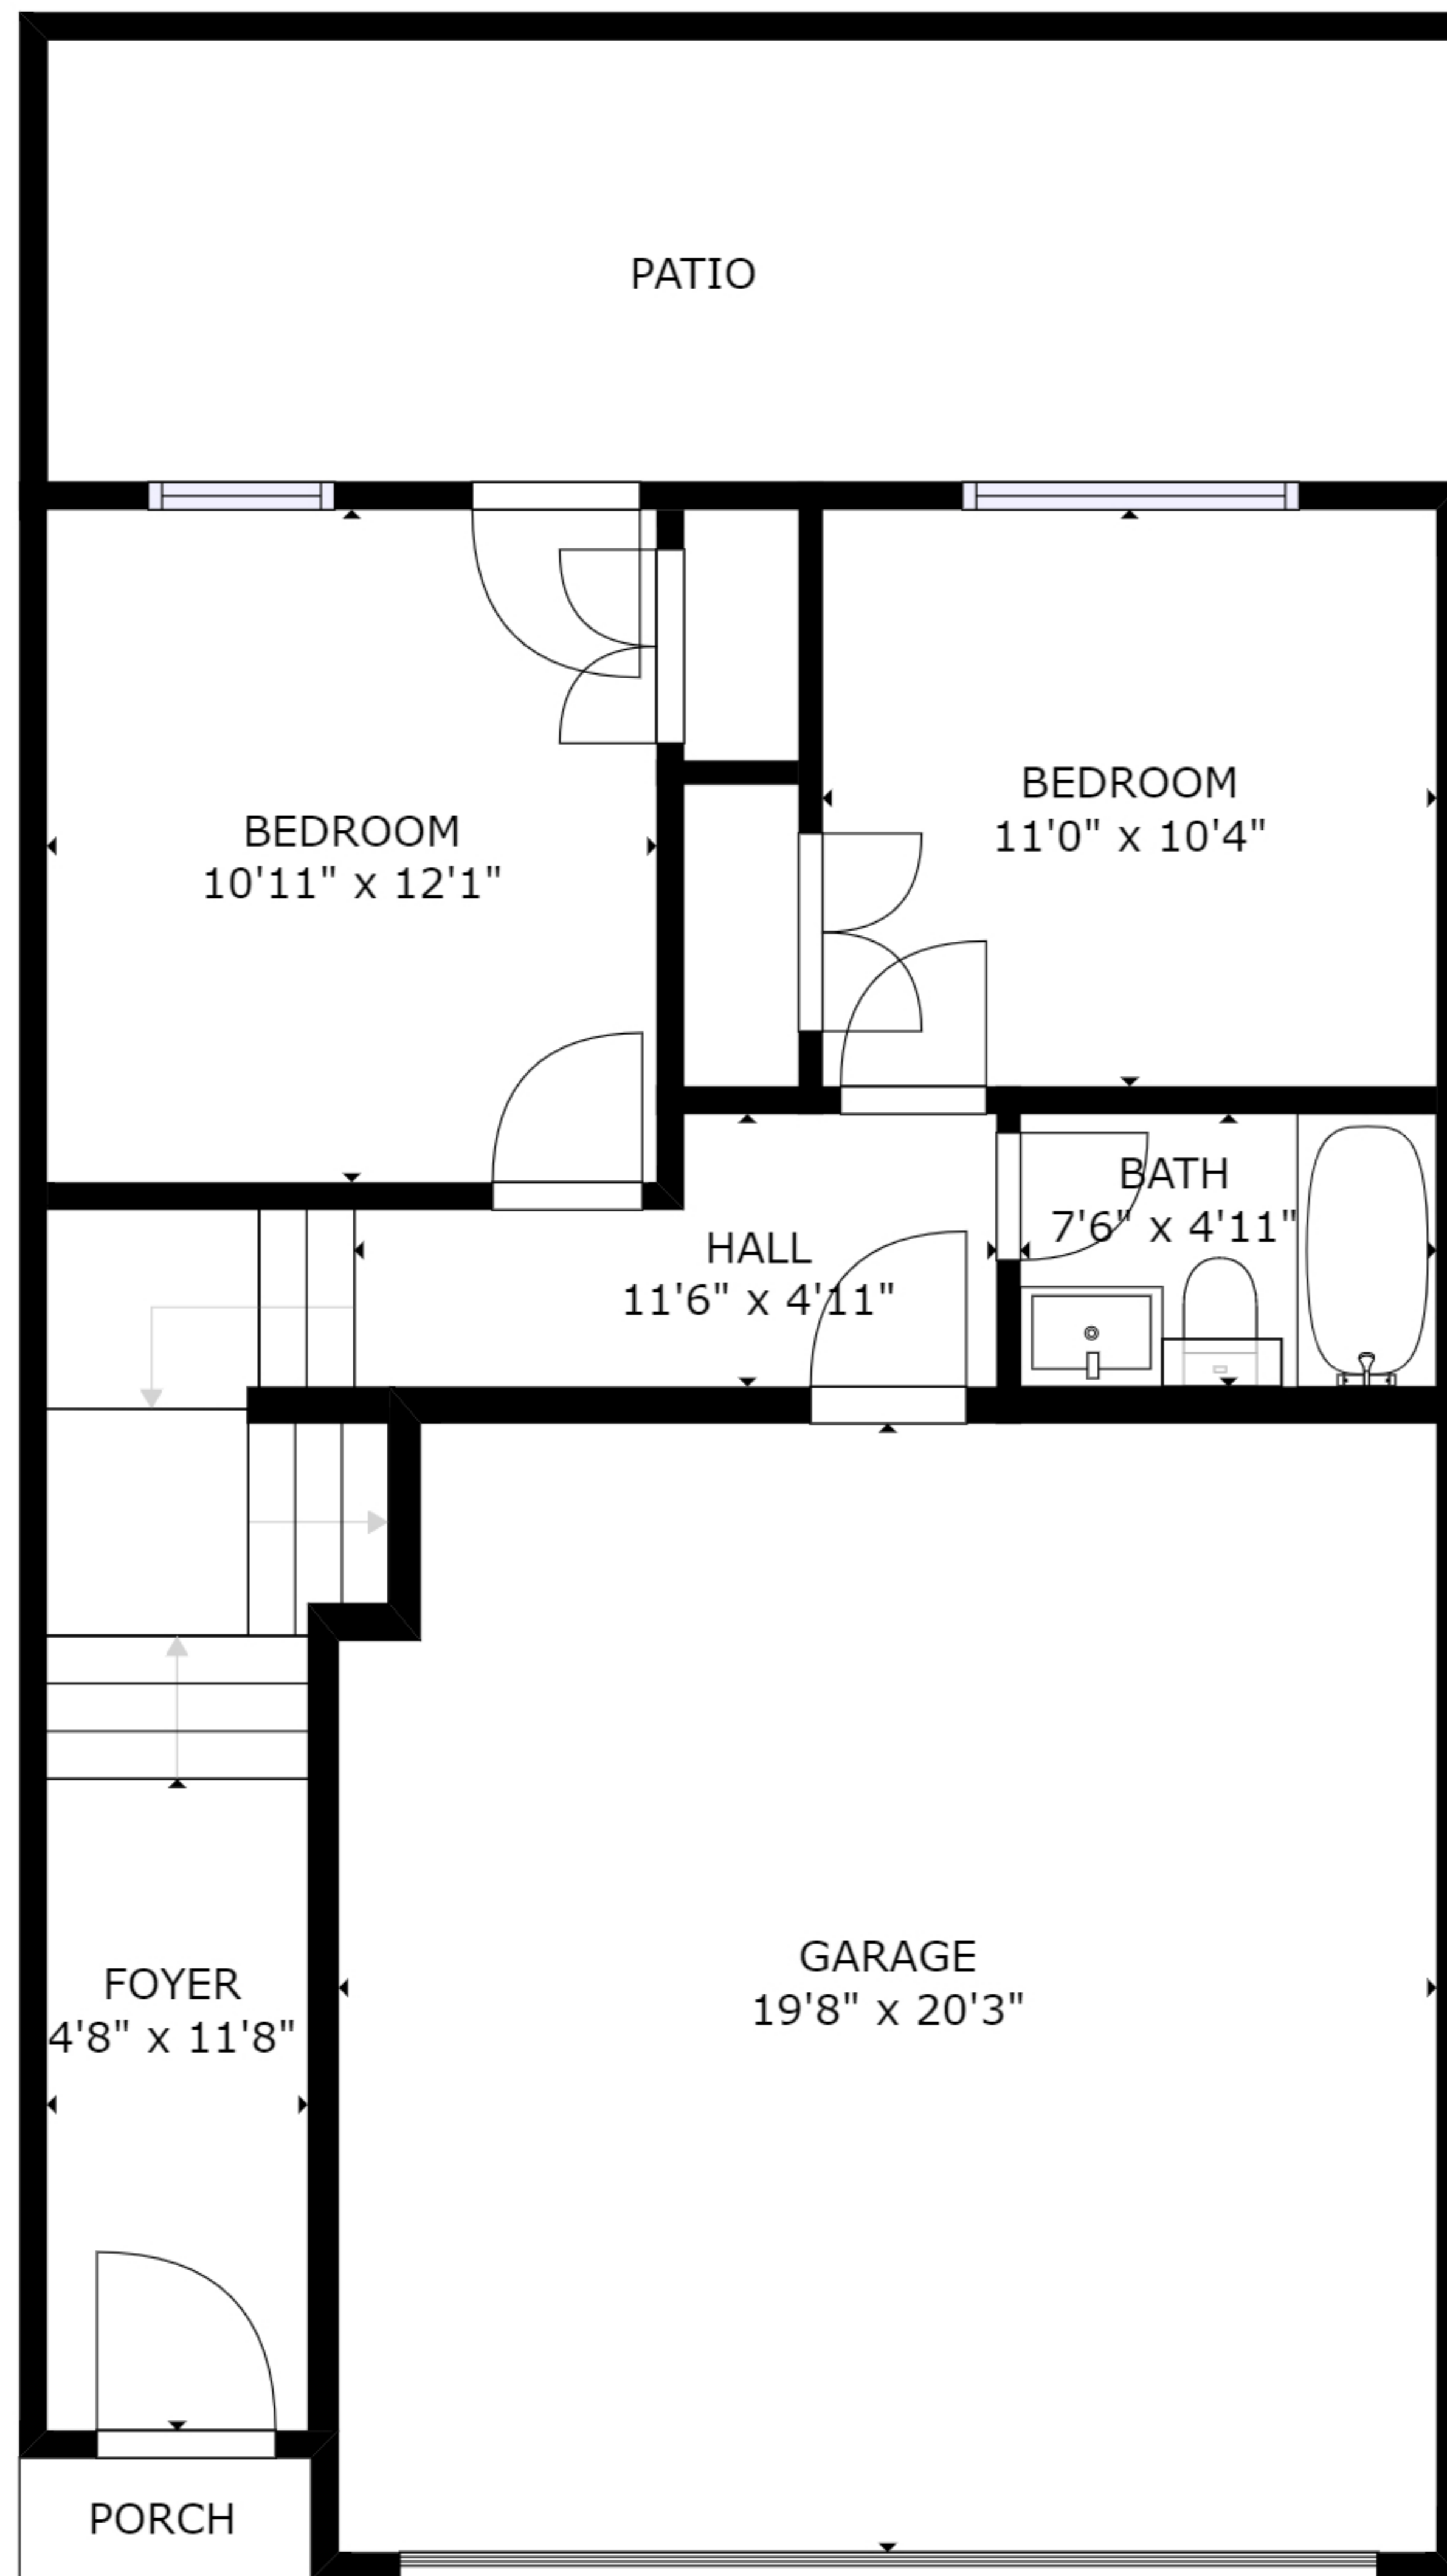 PATIO
BEDROOM
10'11" x 12'1"
BEDROOM
11'0" x 10'4"
HALL
11'6" x 4'11"
BATH
7'6" x 4'11"
FOYER
4'8" x 11'8"
GARAGE
19'8" x 20'3"
PORCH